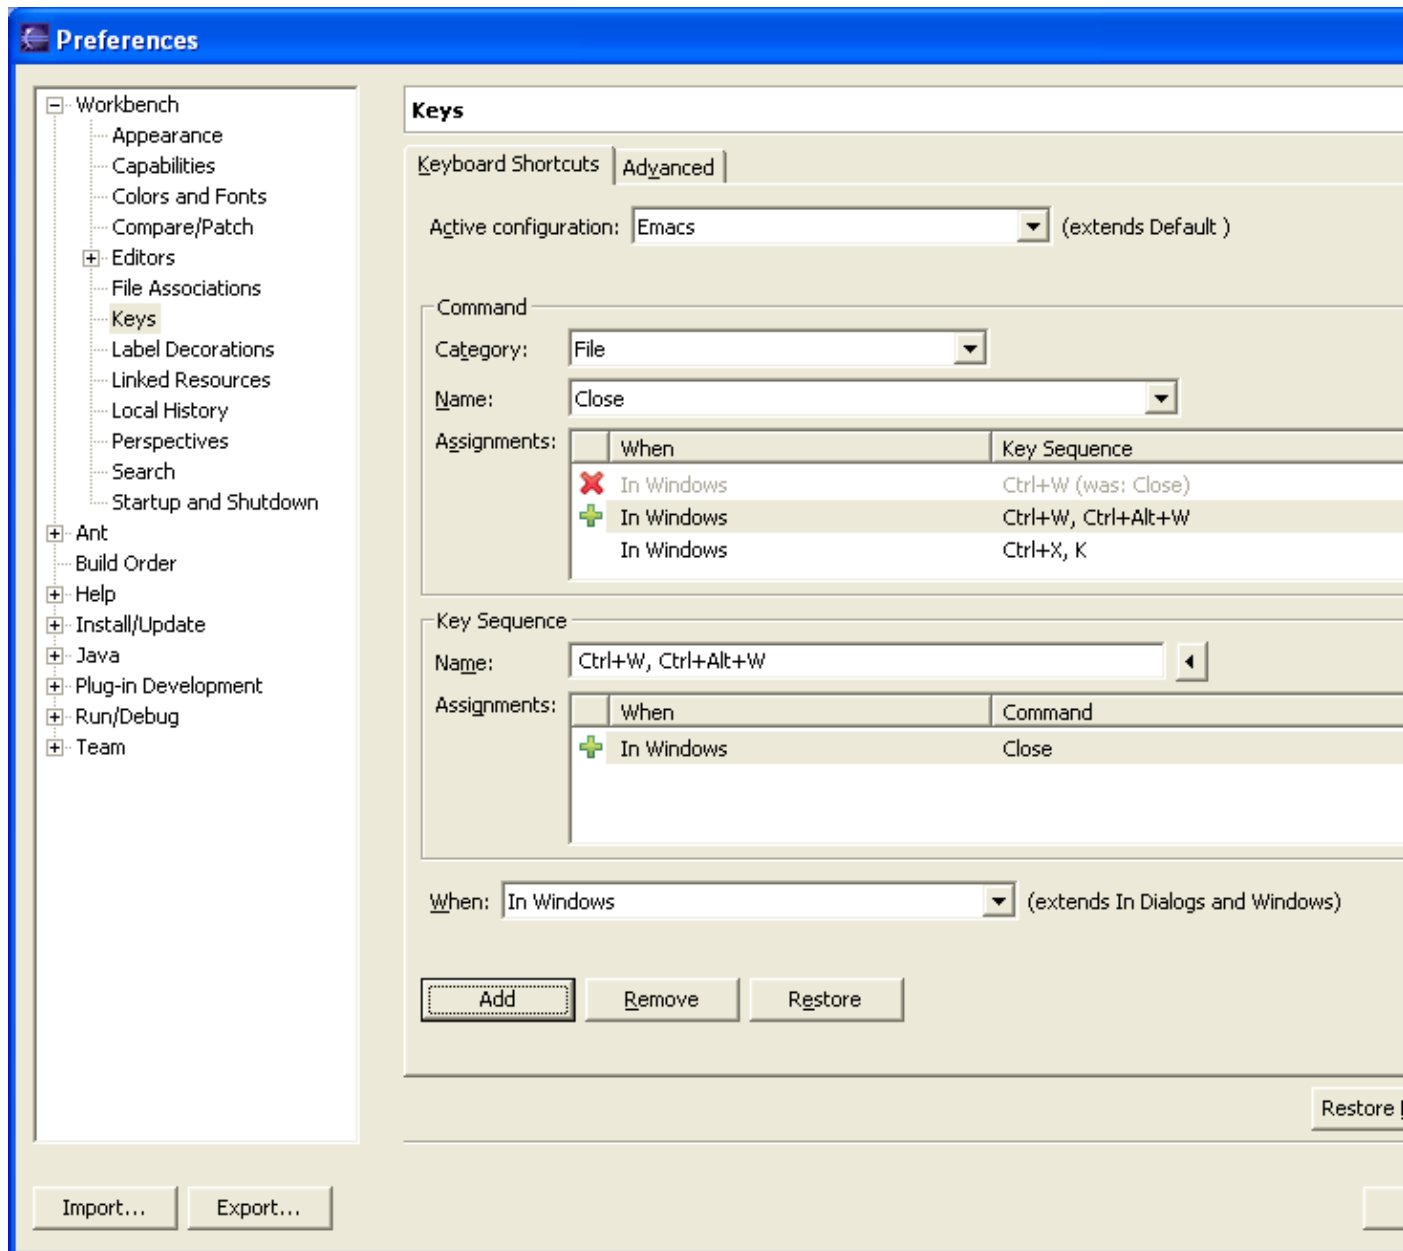 Preferences
Workbench
Appearance
Capabilities
Colors and Fonts
Compare/Patch
Editors
File Associations
Keys
Label Decorations
Linked Resources
Local History
Perspectives
Search
Startup and Shutdown
Ant
Build Order
Help
Install/Update
Java
Plug-in Development
Run/Debug
Team
Keys
Keyboard Shortcuts Advanced
Active configuration: Emacs (extends Default )
Command
Category: File
Name: Close
Assignments: When Key Sequence
In Windows Ctrl+W (was: Close)
In Windows Ctrl+W, Ctrl+Alt+W
In Windows Ctrl+X, K
Key Sequence
Name: Ctrl+W, Ctrl+Alt+W
Assignments: When Command
In Windows Close
When: In Windows (extends In Dialogs and Windows)
Add Remove Restore
Restore
Import... Export...